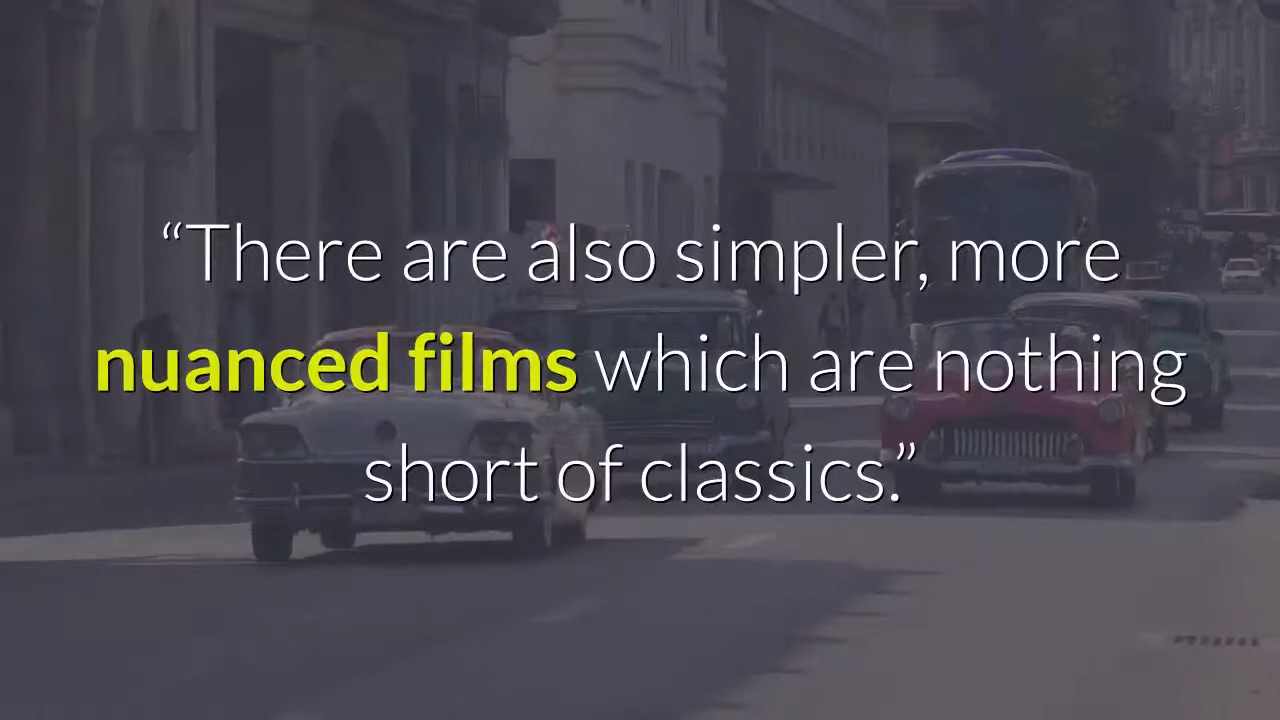 “There are also simpler, more
nuanced films which are nothing
short of classics.”